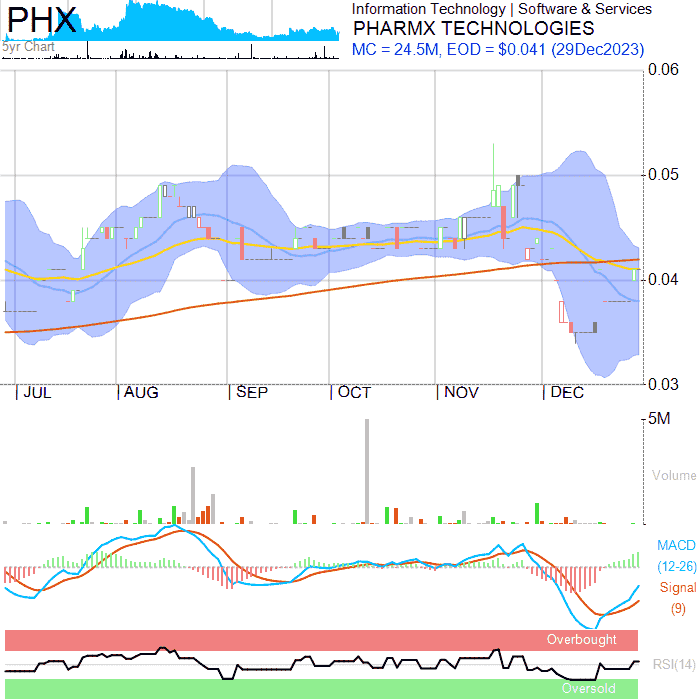 PHX
5yr Chart
Information Technology | Software & Services
PHARMX TECHNOLOGIES
MC = 24.5M, EOD = $0.041 (29Dec2023)
0.06
0.05
0.04
0.03
JUL
AUG
SEP
OCT
NOV
DEC
5M
Volume
MACD
(12-26)
Signal
(9)
Overbought
RSI(14)
Oversold